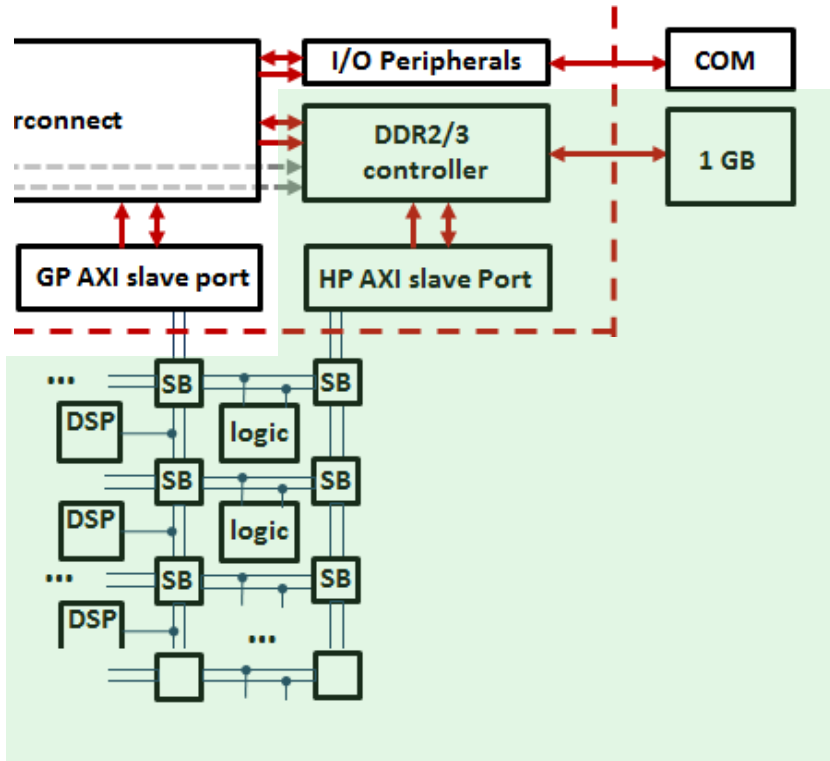 I/O Peripherals
COM
rconnect
DDR2/3
controller
1 GB
GP AXI slave port
HP AXI slave Port
... SB SB
DSP
logic
SB SB
DSP
logic
... SB SB
DSP
...